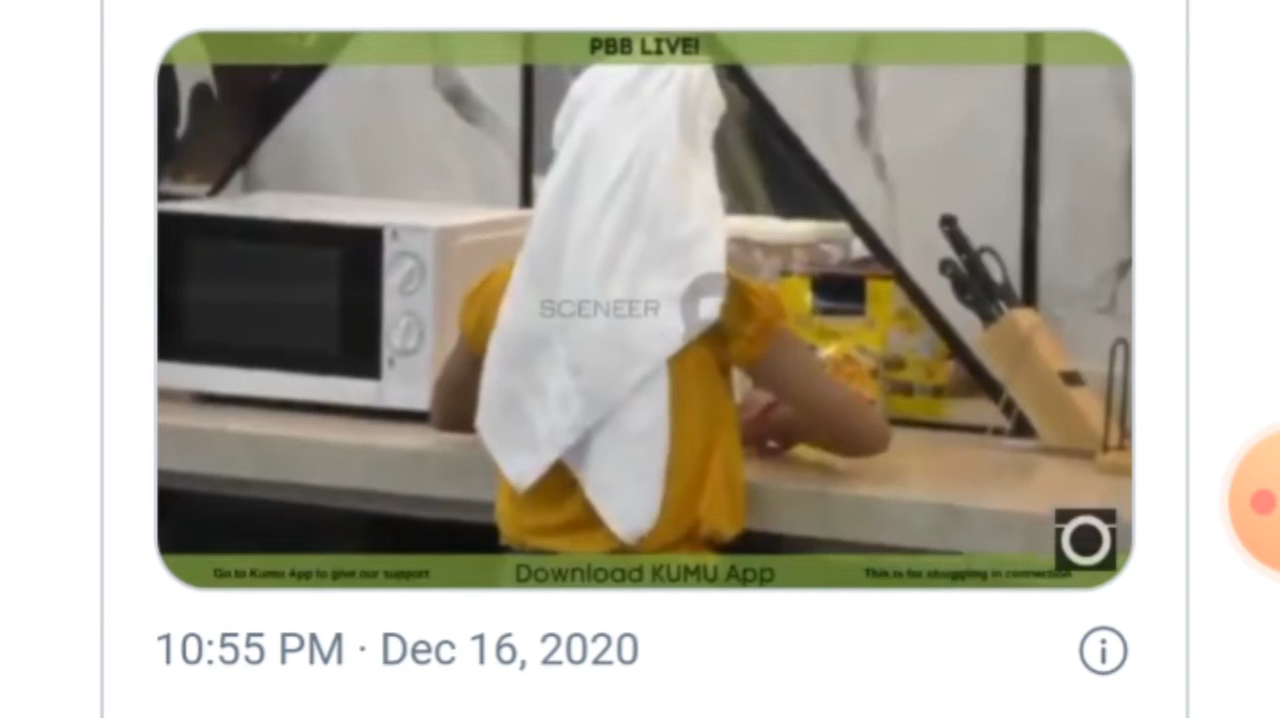 PBB LIVE!
SCENEER
Go to Kumu App to give our support
Download KUMU App
This is for struggling in connection
10:55 PM · Dec 16, 2020